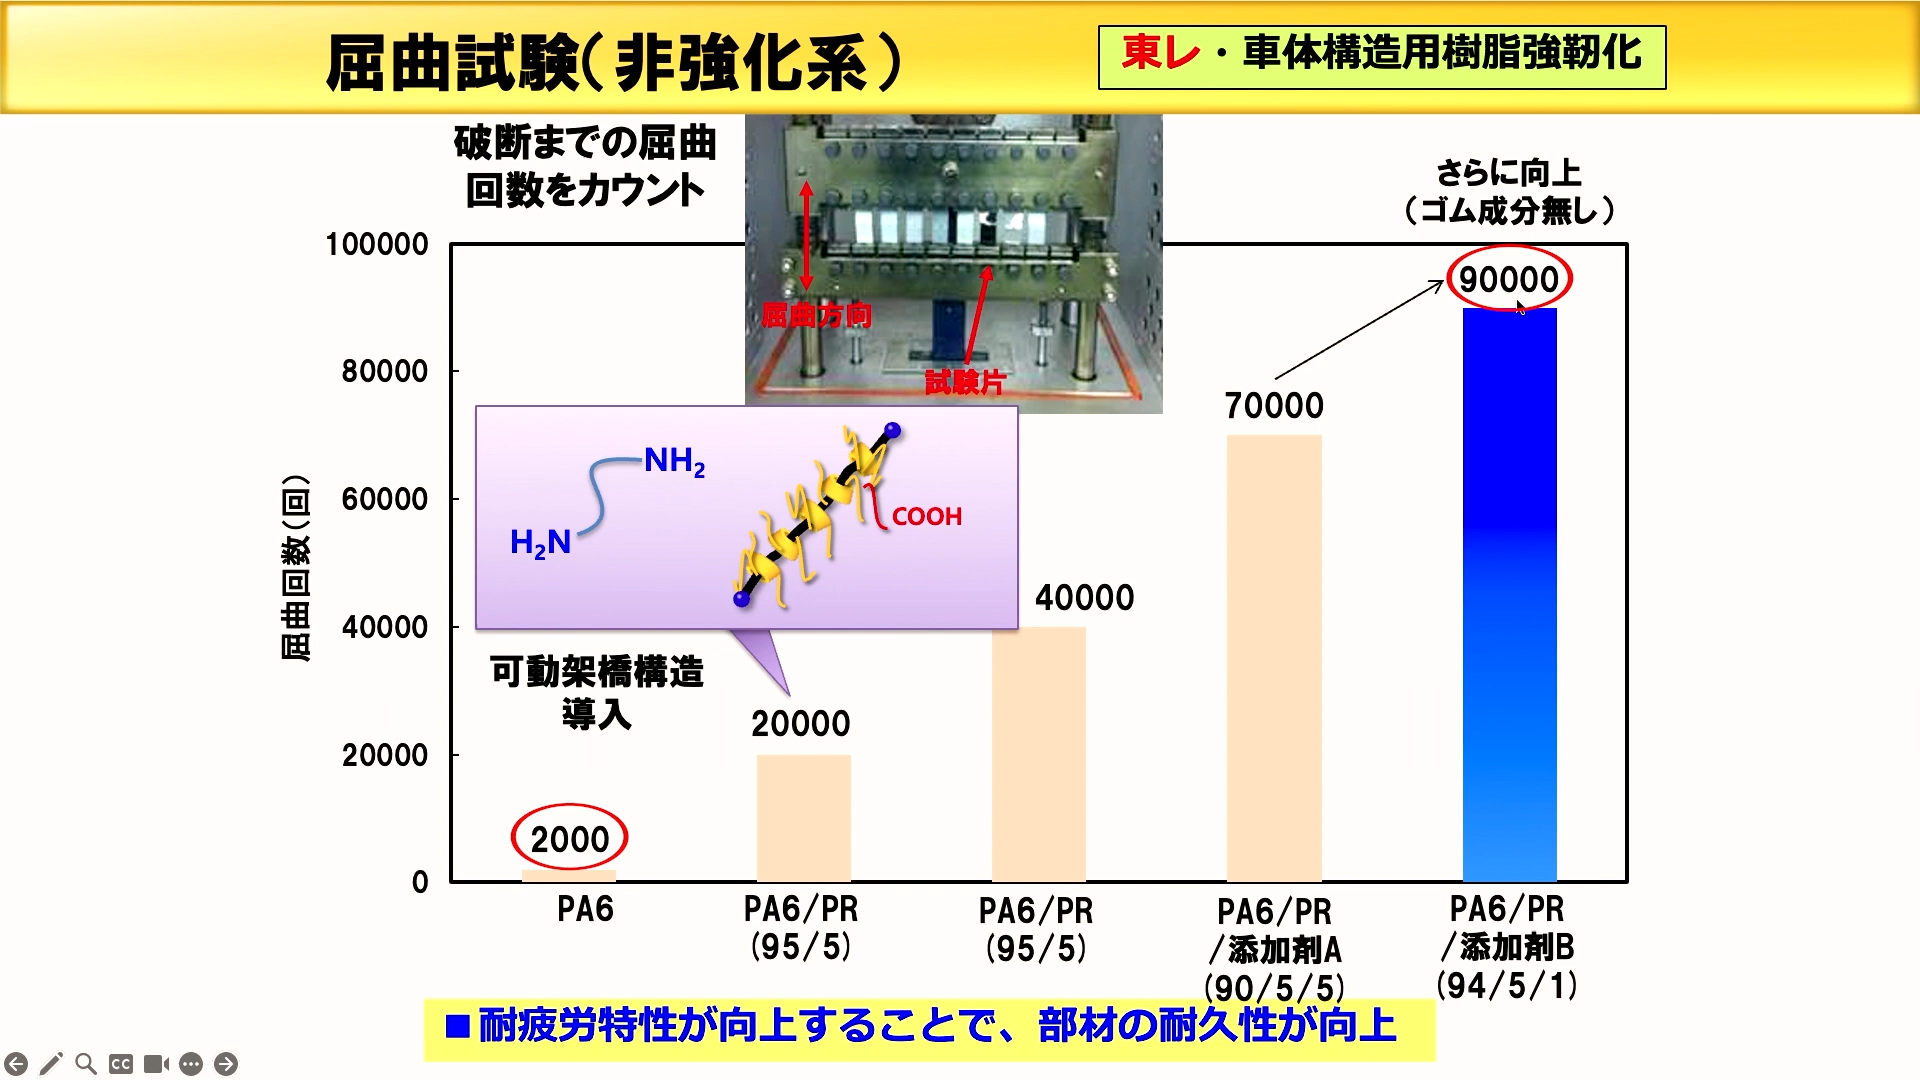 屈曲試験(非強化系)
東レ・車体構造用樹脂強靭化
破断までの屈曲
回数をカウント
さらに向上
(ゴム成分無し)
屈曲方向
試験片
屈曲回数(回)
100000
80000
60000
40000
20000
0
NH2
H2N
COOH
可動架橋構造
導入
2000
20000
40000
70000
90000
PA6
PA6/PR
(95/5)
PA6/PR
(95/5)
PA6/PR
/添加剤A
(90/5/5)
PA6/PR
/添加剤B
(94/5/1)
■耐疲労特性が向上することで、部材の耐久性が向上
CC